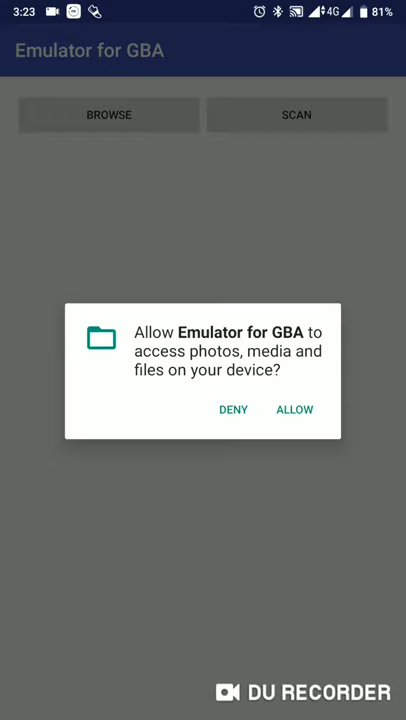 3:23
4G
81%
Emulator for GBA
BROWSE
SCAN
Allow Emulator for GBA to
access photos, media and
files on your device?
DENY
ALLOW
DU RECORDER